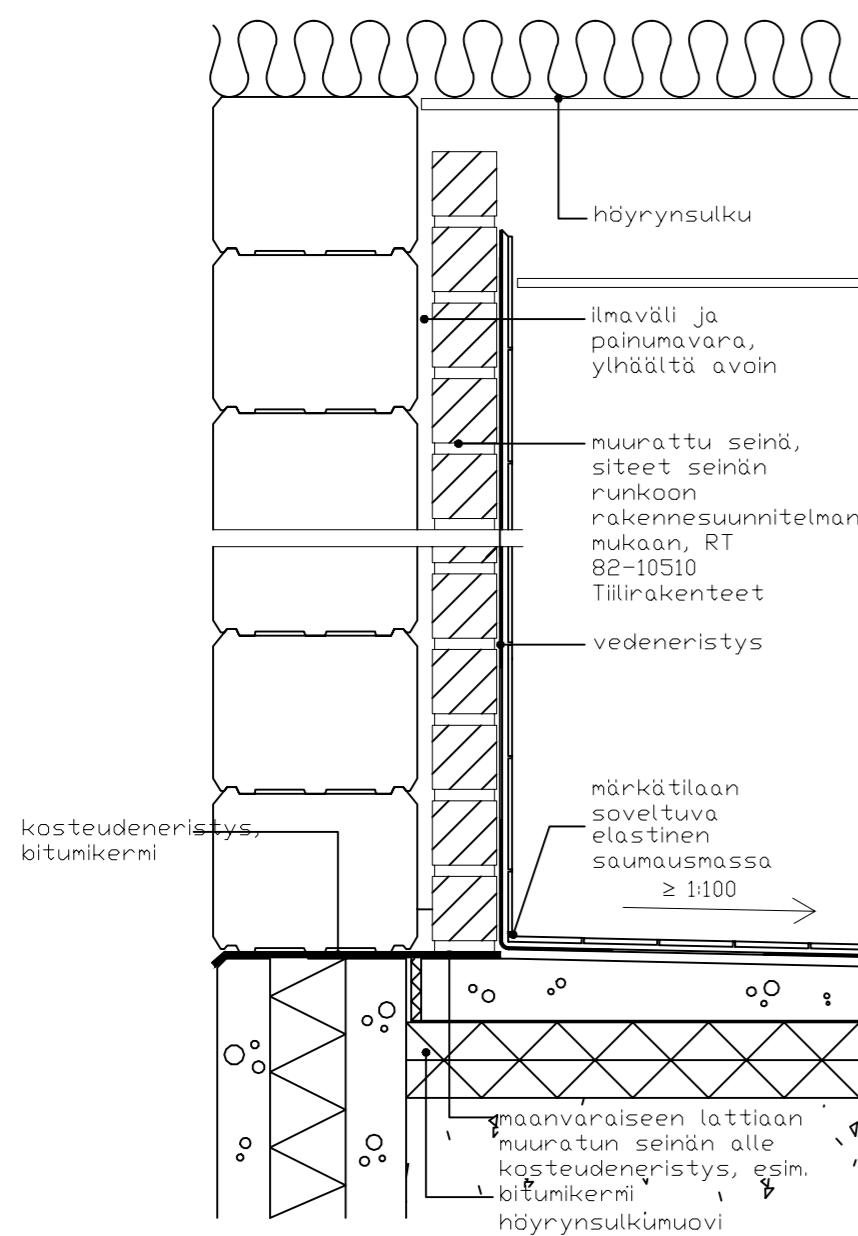 höyrynsulku
ilmaväli ja
painumavara,
ylhäältä avoin
muurattu seinä,
siteet seinän
runkoon
rakennesuunnitelman
mukaan, RT
82-10510
Tiilirakenteet
vedeneristys
märkätilaan
soveltuva
elastinen
saumausmassa
≥ 1:100
kosteudeneristys,
bitumikermi
maanvaraiseen lattiaan
muuratun seinän alle
kosteudeneristys, esim.
bitumikermi
höyrynsulkumuovi